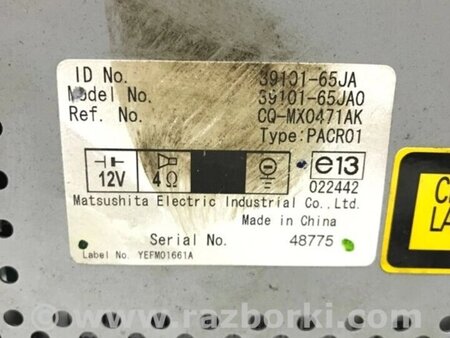 ID No. 39101-65JA
Model No. 39101-65JA0
Ref. No. CQ-MX0471AK
Type:PACR01
12V 4Ω e13
022442
Matsushita Electric Industrial Co.,Ltd.
Made in China
Serial No. 48775
Label No. YEFM01661A
www.razborki.com